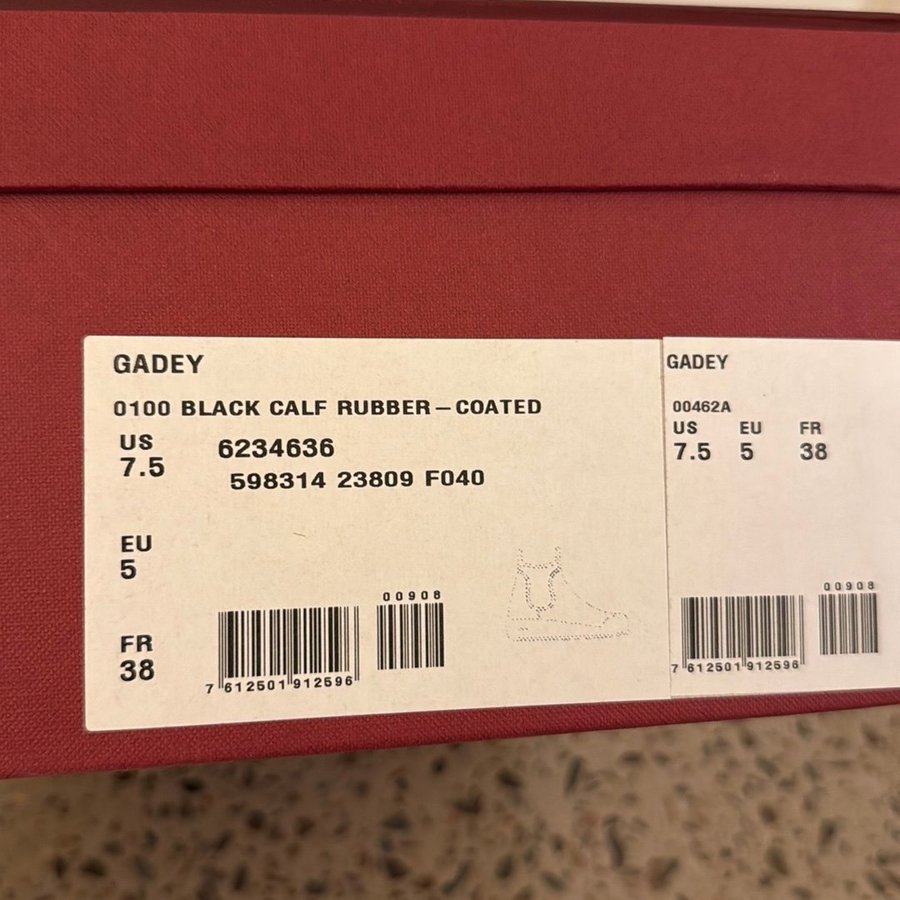 GADEY
0100 BLACK CALF RUBBER-COATED
US
7.5
6234636
598314 23809 F040
EU
5
FR
38
00908
7 612501 912596
GADEY
00462A
US EU FR
7.5 5 38
00908
7 612501 912596